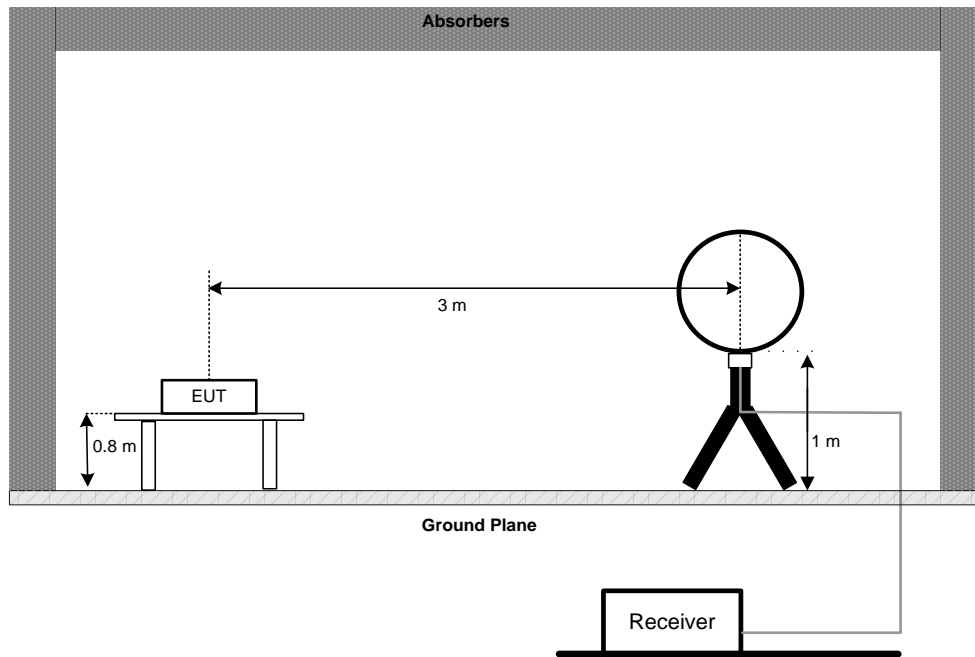 Absorbers
3 m
EUT
0.8 m
1 m
Ground Plane
Receiver